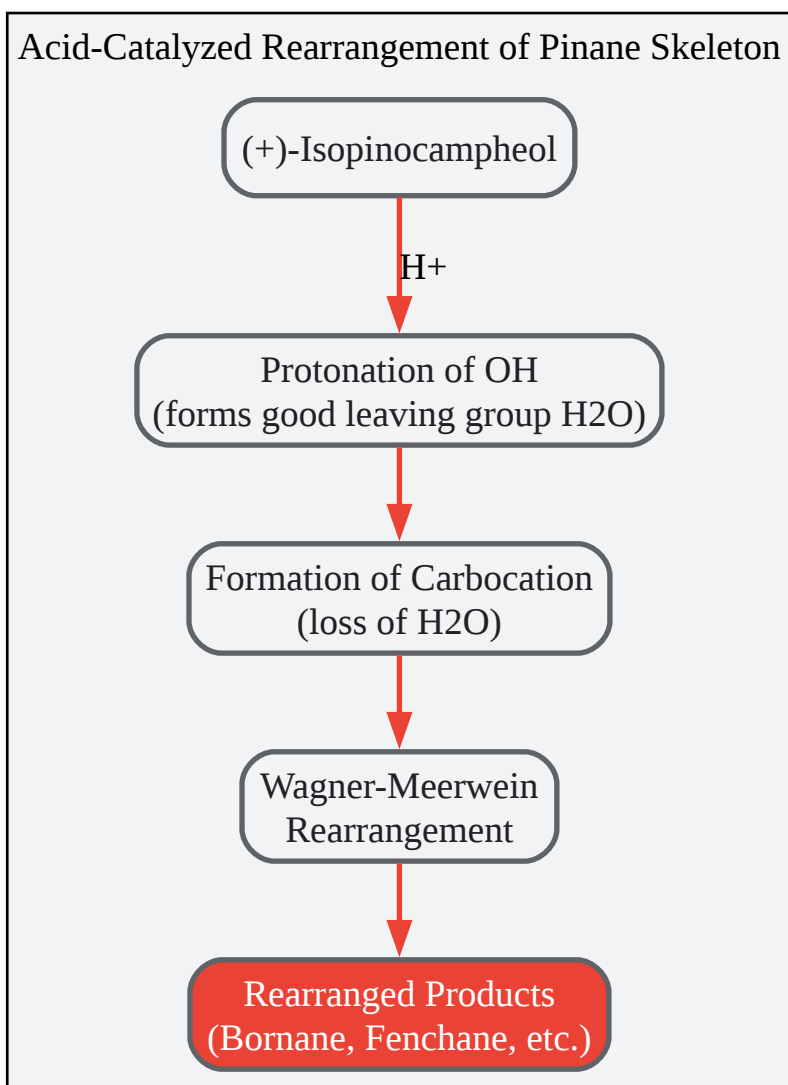 Acid-Catalyzed Rearrangement of Pinane Skeleton
(+)-Isopinocampheol
H+
Protonation of OH
(forms good leaving group H2O)
Formation of Carbocation
(loss of H2O)
Wagner-Meerwein
Rearrangement
Rearranged Products
(Bornane, Fenchane, etc.)